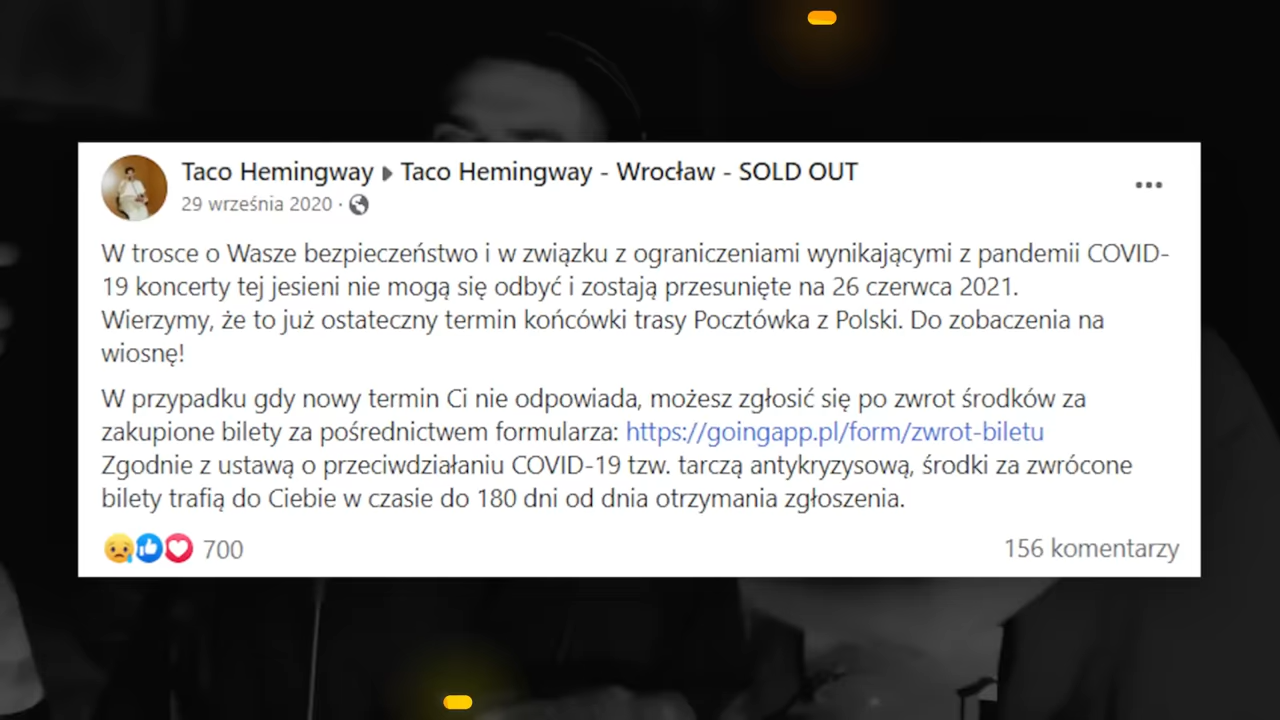 Taco Hemingway ▶ Taco Hemingway - Wrocław - SOLD OUT
29 września 2020 ·
W trosce o Wasze bezpieczeństwo i w związku z ograniczeniami wynikającymi z pandemii COVID-
19 koncerty tej jesieni nie mogą się odbyć i zostają przesunięte na 26 czerwca 2021.
Wierzymy, że to już ostateczny termin końcówki trasy Pocztówka z Polski. Do zobaczenia na
wiosnę!
W przypadku gdy nowy termin Ci nie odpowiada, możesz zgłosić się po zwrot środków za
zakupione bilety za pośrednictwem formularza: https://goingapp.pl/form/zwrot-biletu
Zgodnie z ustawą o przeciwdziałaniu COVID-19 tzw. tarczą antykryzysową, środki za zwrócone
bilety trafią do Ciebie w czasie do 180 dni od dnia otrzymania zgłoszenia.
700
156 komentarzy